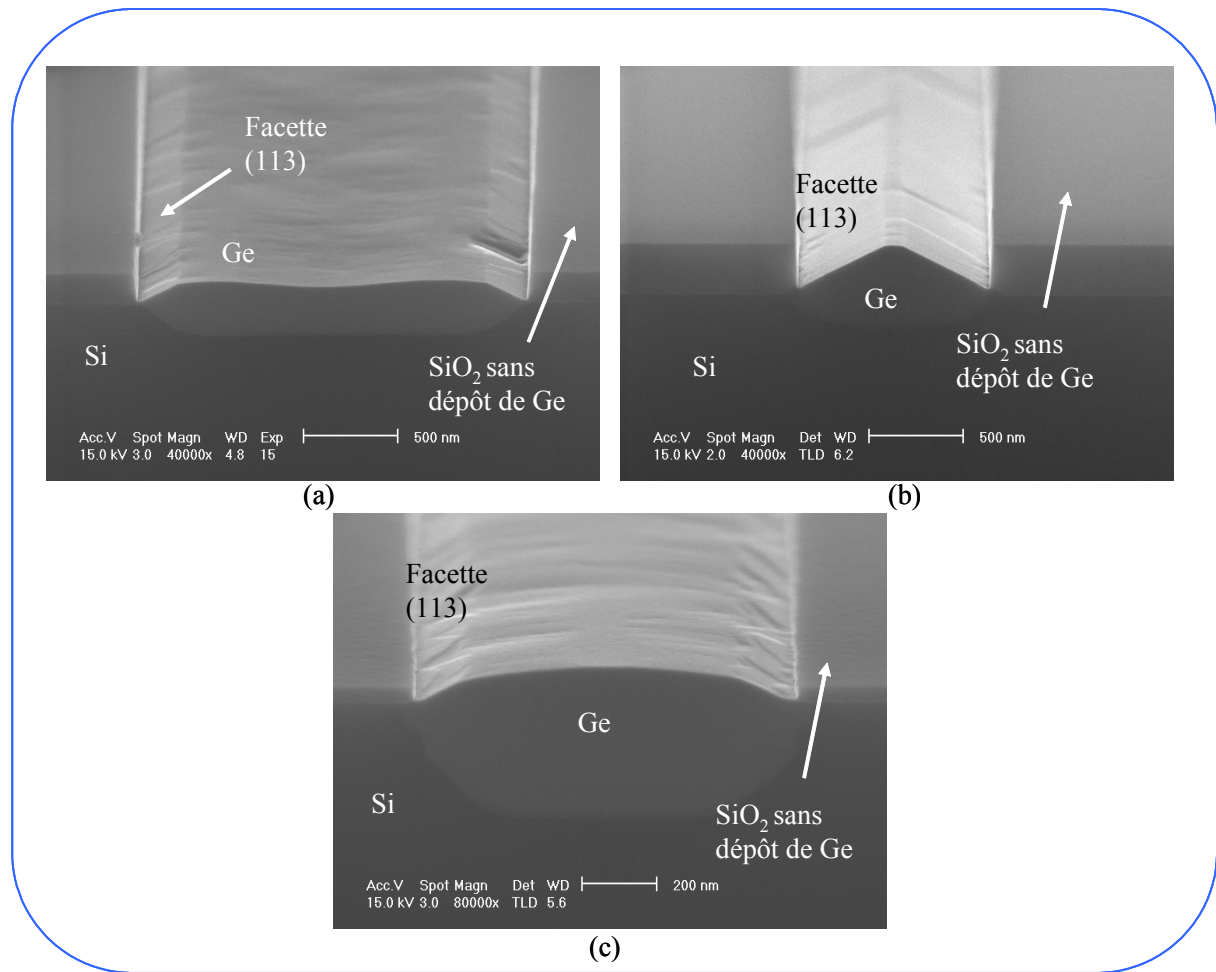 Facette
(113)
Ge
Si
SiO2 sans
dépôt de Ge
Acc.V Spot Magn WD Exp
15.0 kV 3.0 40000x 4.8 15
500 nm
(a)
Facette
(113)
Ge
Si
SiO2 sans
dépôt de Ge
Acc.V Spot Magn Det WD
15.0 kV 2.0 40000x TLD 6.2
500 nm
(b)
Facette
(113)
Ge
Si
SiO2 sans
dépôt de Ge
Acc.V Spot Magn Det WD
15.0 kV 3.0 80000x TLD 5.6
200 nm
(c)